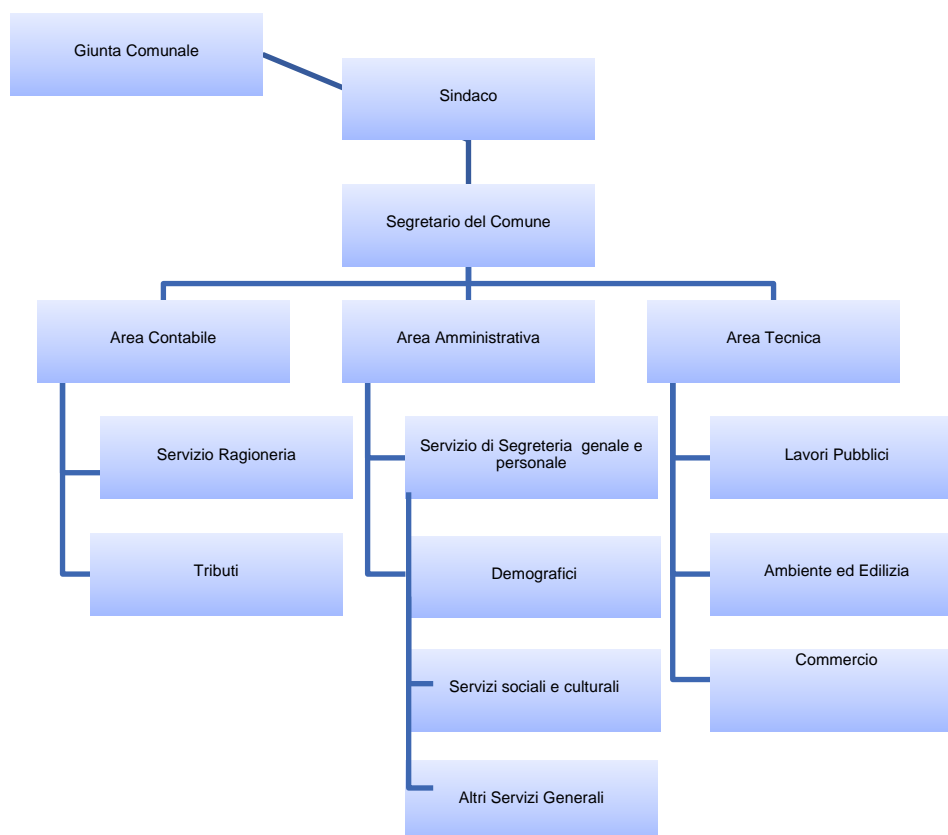 Giunta Comunale
Sindaco
Segretario del Comune
Area Contabile
Area Amministrativa
Area Tecnica
Servizio Ragioneria
Servizio di Segreteria genale e
personale
Lavori Pubblici
Tributi
Demografici
Ambiente ed Edilizia
Servizi sociali e culturali
Commercio
Altri Servizi Generali